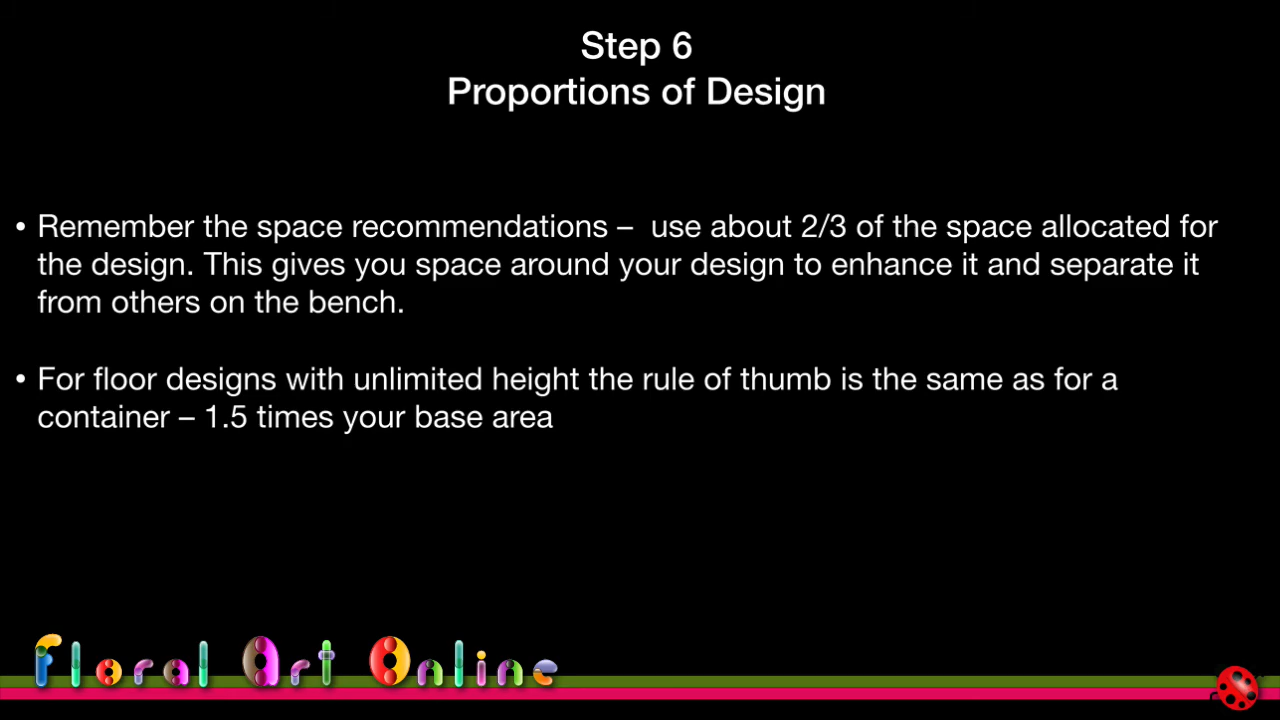 Step 6
Proportions of Design
• Remember the space recommendations –  use about 2/3 of the space allocated for
the design. This gives you space around your design to enhance it and separate it
from others on the bench.
• For floor designs with unlimited height the rule of thumb is the same as for a
container – 1.5 times your base area
Floral Art Online